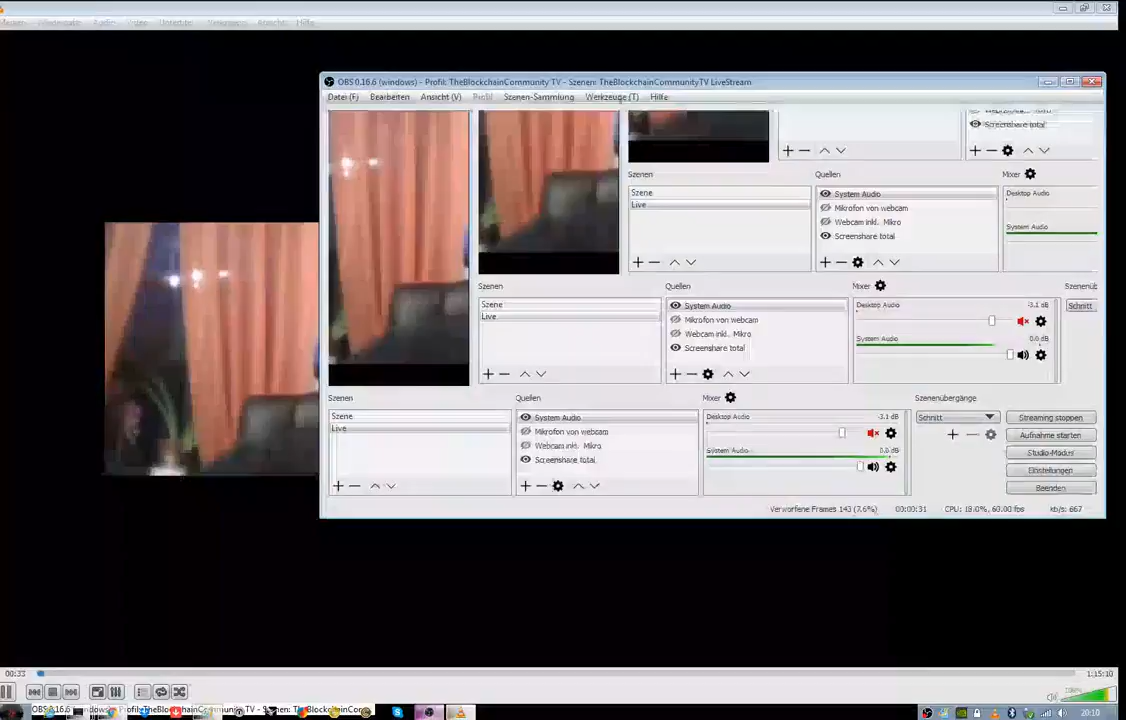 Audio
Video
Hilfe
OBS 0.16.6 (windows) - Profil: TheBlockchainCommunity TV - Szenen: TheBlockchainCommunityTV LiveStream
Datei (F) Bearbeiten Ansicht (V) Profil Szenen-Sammlung Werkzeuge (T) Hilfe
Screenshare total
Szenen Quellen Mixer
Szene
Live
System Audio
Mikrofon von webcam
Webcam inkl. Mikro
Screenshare total
Desktop Audio
System Audio
Szenen Quellen Mixer
Szene
Live
System Audio
Mikrofon von webcam
Webcam inkl. Mikro
Screenshare total
Desktop Audio -3.1 dB
System Audio 0.0 dB
Schnitt
Szenen Quellen Mixer Szenenübergänge
Szene
Live
System Audio
Mikrofon von webcam
Webcam inkl. Mikro
Screenshare total
Desktop Audio -3.1 dB
System Audio 0.0 dB
Schnitt
Streaming stoppen
Aufnahme starten
Studio-Modus
Einstellungen
Beenden
Verworfene Frames 143 (7.6%) 00:00:31 CPU: 18.0%, 60.00 fps kb/s: 667
00:33 1:15:10
20:10